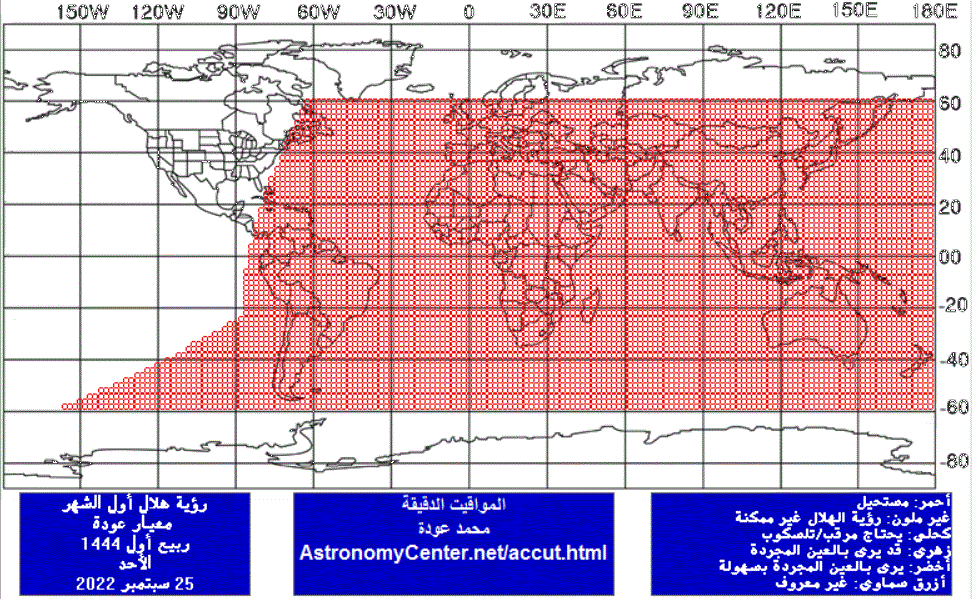 150W 120W 90W 60W 30W 0 30E 60E 90E 120E 150E 180E
80
60
40
20
00
-20
-40
-60
-80
رؤية هلال أول الشهر
معيار عودة
ربيع أول 1444
الأحد
25 سبتمبر 2022
المواقيت الدقيقة
محمد عودة
AstronomyCenter.net/accut.html
أحمر: مستحيل
غير ملون: رؤية الهلال غير ممكنة
كحلي: يحتاج مرقب/تلسكوب
زهري: قد يرى بالعين المجردة
أخضر: يرى بالعين المجردة بصهولة
أزرق صماوي: غير معروف